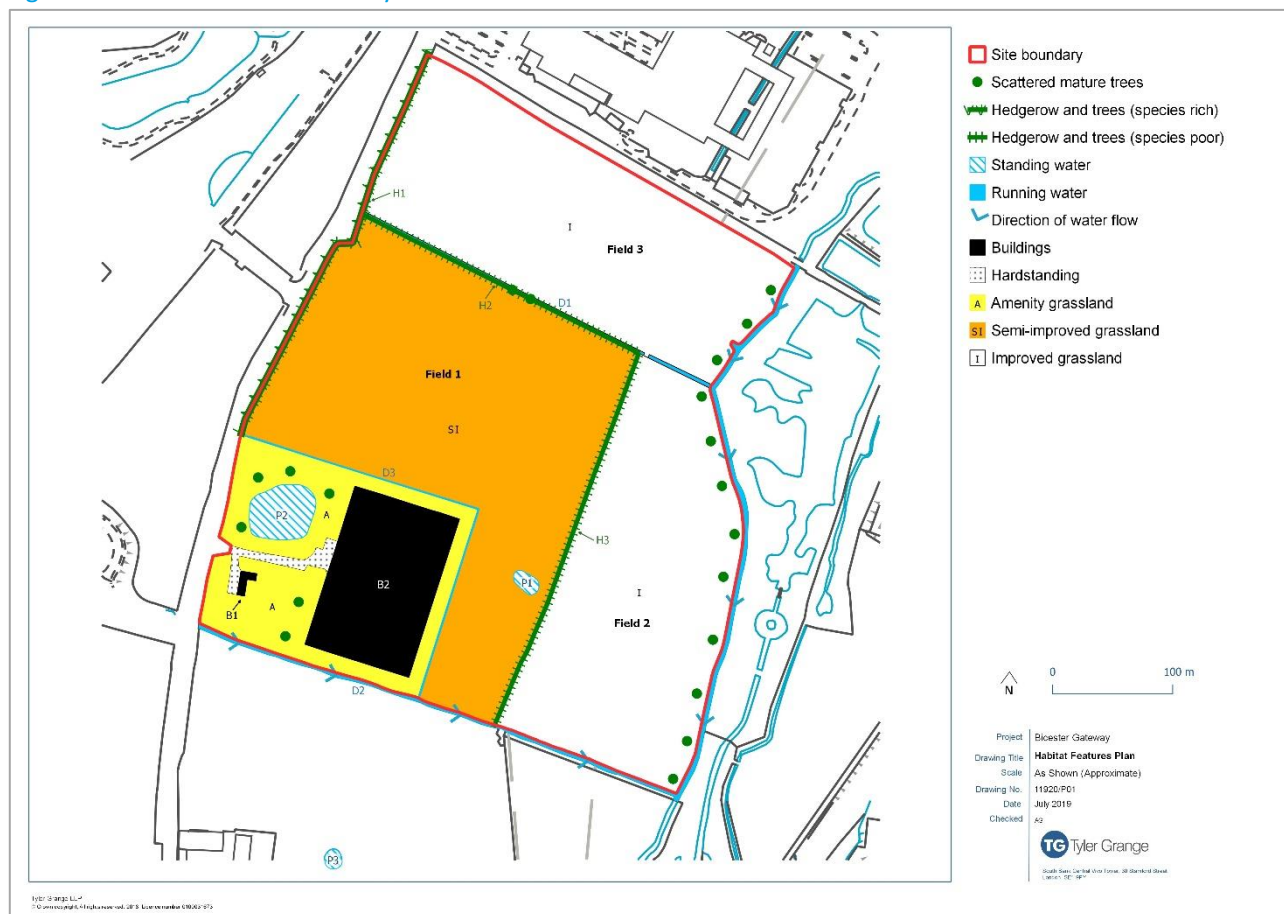 Site boundary
Scattered mature trees
Hedgerow and trees (species rich)
Hedgerow and trees (species poor)
Standing water
Running water
Direction of water flow
Buildings
Hardstanding
A Amenity grassland
SI Semi-improved grassland
I Improved grassland
H1
I
Field 3
H2
D1
Field 1
SI
D3
P2
A
H3
B2
P1
I
B1
A
Field 2
D2
P3
N
0 100 m
Project Bicester Gateway
Drawing Title Habitat Features Plan
Scale As Shown (Approximate)
Drawing No. 11920/P01
Date July 2019
Checked
TG Tyler Grange
Tyler Grange LLP